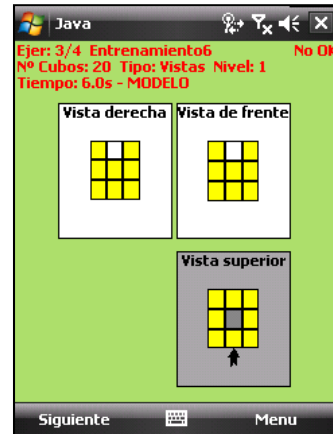 Java
Ejer: 3/4 Entrenamiento6 No Ok
Nº Cubos: 20 Tipo: Vistas Nivel: 1
Tiempo: 6.0s - MODELO
Vista derecha Vista de frente
Vista superior
Siguiente Menu